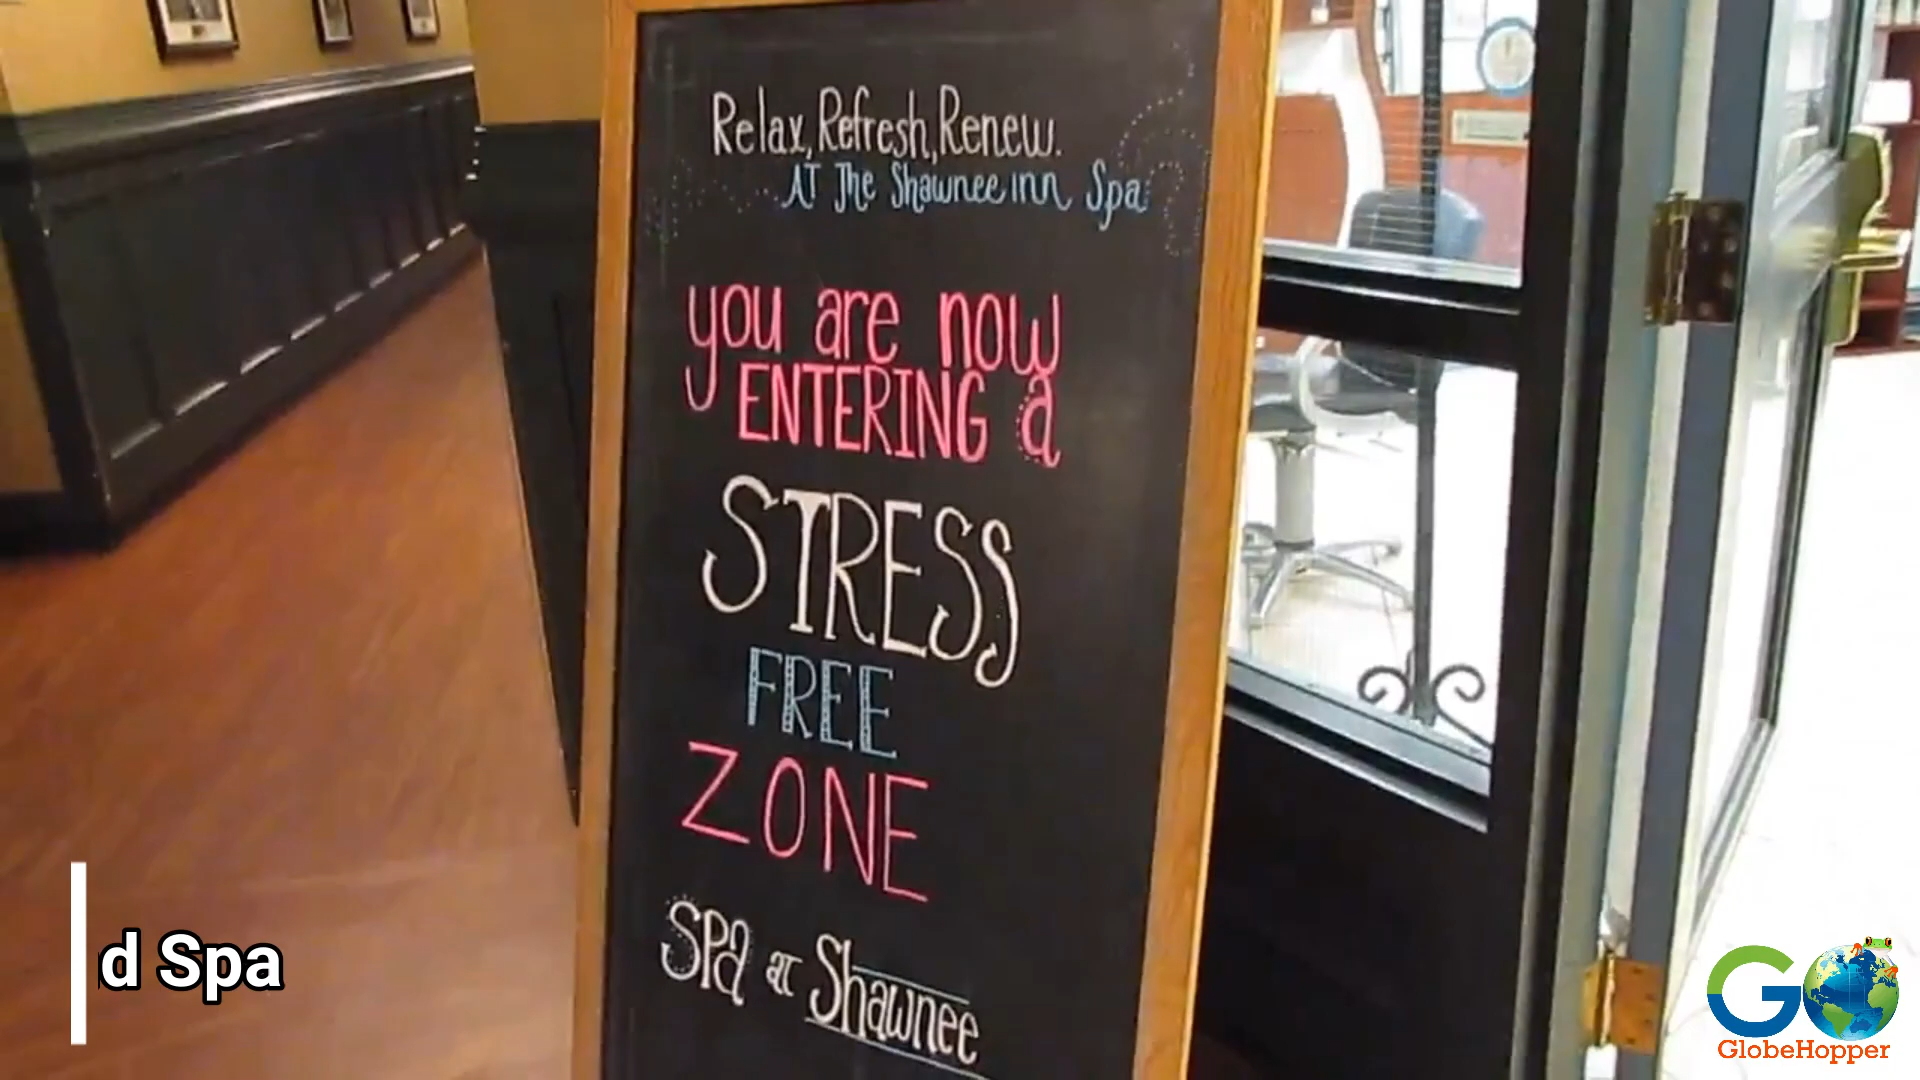 Relax, Refresh, Renew.
AT The Shawnee inn Spa
you are now
ENTERING a
STRESS
FREE
ZONE
SPa at Shawnee
d Spa
GO
GlobeHopper